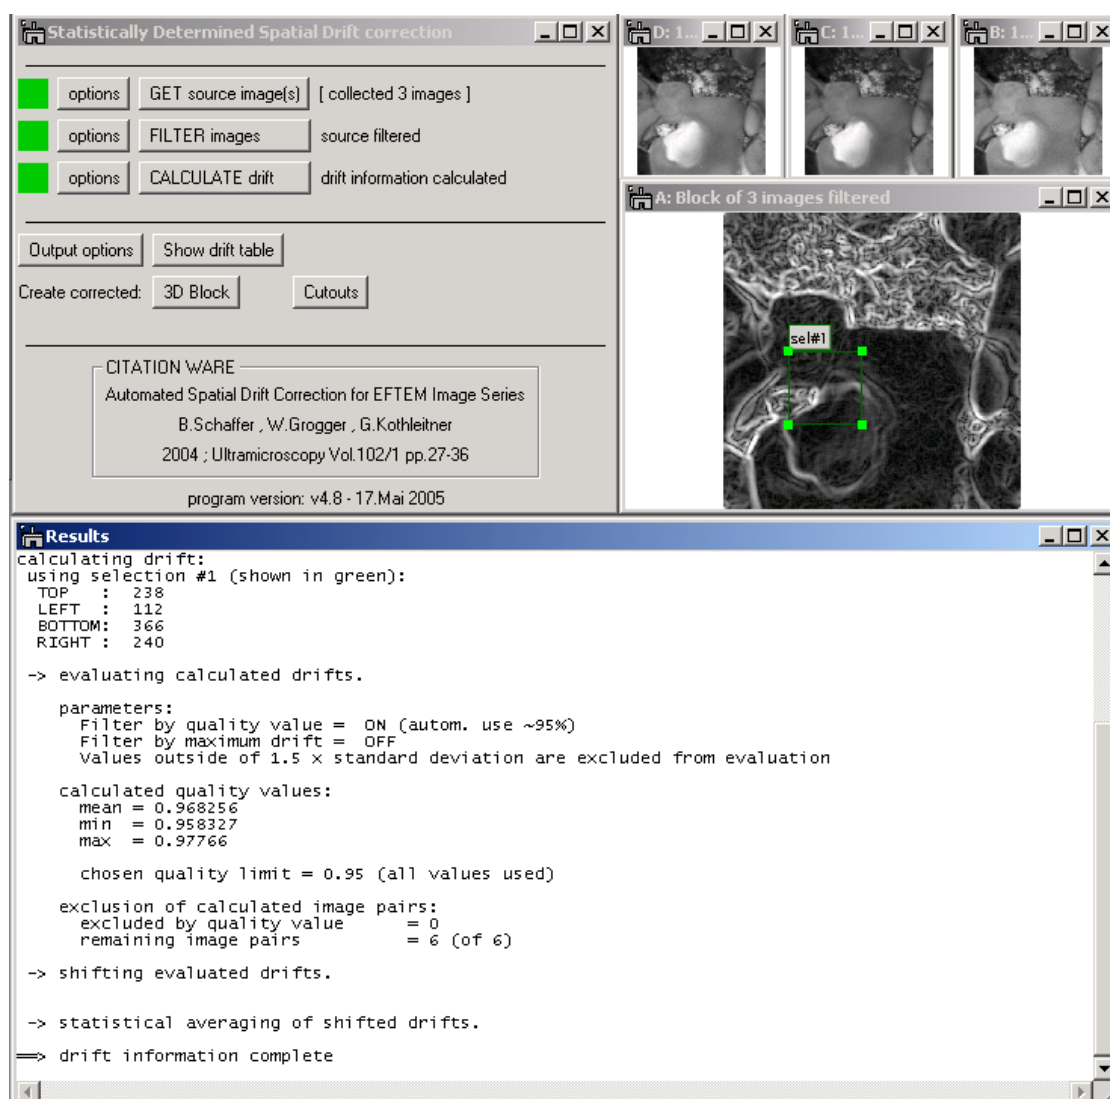 Statistically Determined Spatial Drift correction
options GET source image(s) [ collected 3 images ]
options FILTER images source filtered
options CALCULATE drift drift information calculated
Output options Show drift table
Create corrected: 3D Block Cutouts
CITATION WARE
Automated Spatial Drift Correction for EFTEM Image Series
B.Schaffer , W.Grogger , G.Kothleitner
2004 ; Ultramicroscopy Vol.102/1 pp.27-36
program version: v4.8 - 17.Mai 2005
D: 1...
C: 1...
B: 1...
A: Block of 3 images filtered
sel#1
Results
calculating drift:
using selection #1 (shown in green):
TOP : 238
LEFT : 112
BOTTOM: 366
RIGHT : 240
-> evaluating calculated drifts.
parameters:
Filter by quality value = ON (autom. use ~95%)
Filter by maximum drift = OFF
Values outside of 1.5 x standard deviation are excluded from evaluation
calculated quality values:
mean = 0.968256
min = 0.958327
max = 0.97766
chosen quality limit = 0.95 (all values used)
exclusion of calculated image pairs:
excluded by quality value = 0
remaining image pairs = 6 (of 6)
-> shifting evaluated drifts.
-> statistical averaging of shifted drifts.
==> drift information complete